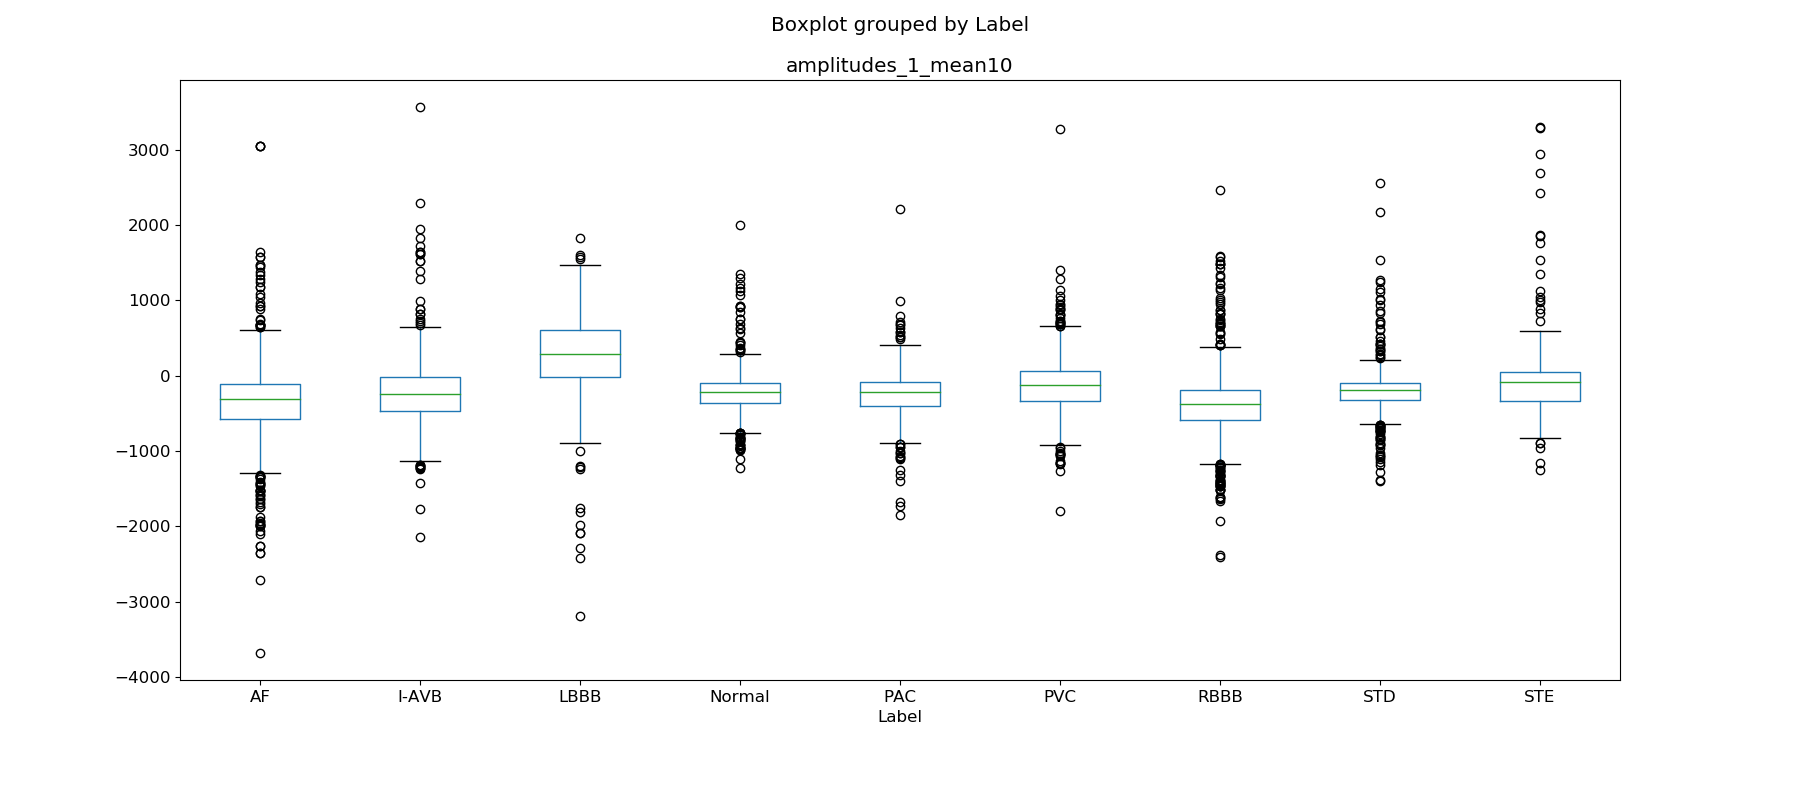 Boxplot grouped by Label
amplitudes_1_mean10
3000
2000
1000
0
−1000
−2000
−3000
−4000
AF I-AVB LBBB Normal PAC PVC RBBB STD STE
Label